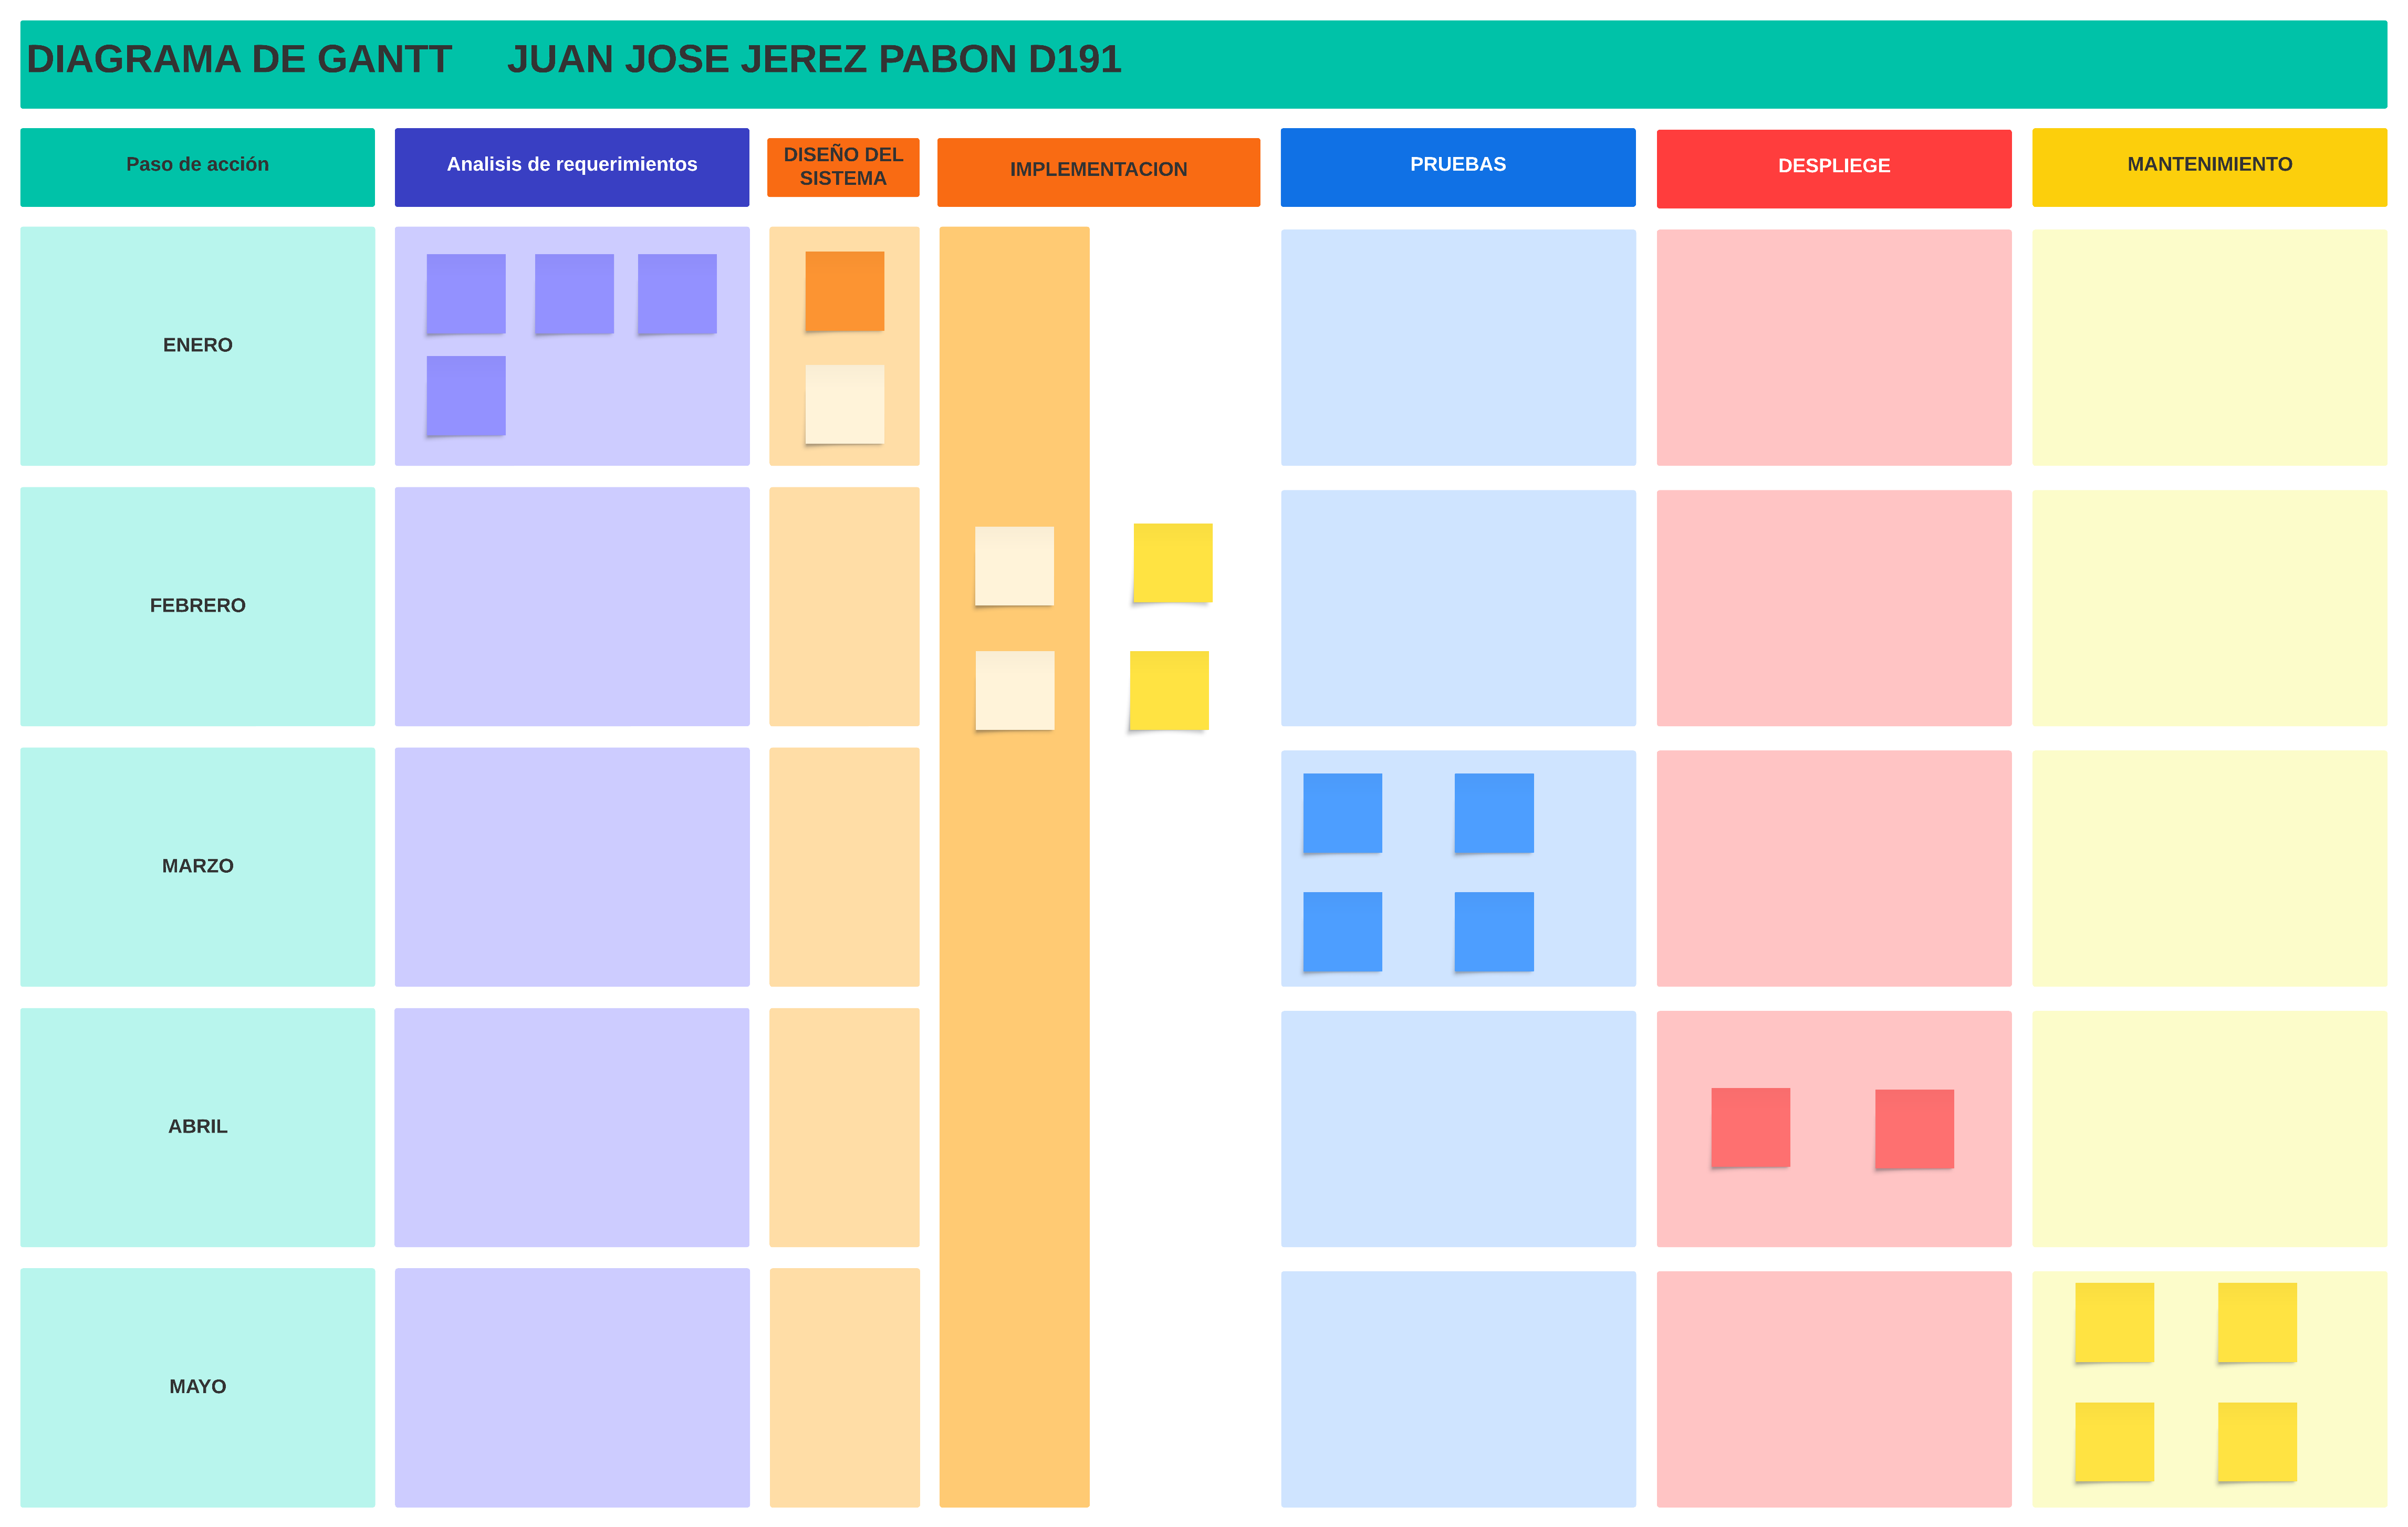 DIAGRAMA DE GANTT JUAN JOSE JEREZ PABON D191
Paso de acción
Analisis de requerimientos
DISEÑO DEL
SISTEMA
IMPLEMENTACION
PRUEBAS
DESPLIEGE
MANTENIMIENTO
ENERO
FEBRERO
MARZO
ABRIL
MAYO